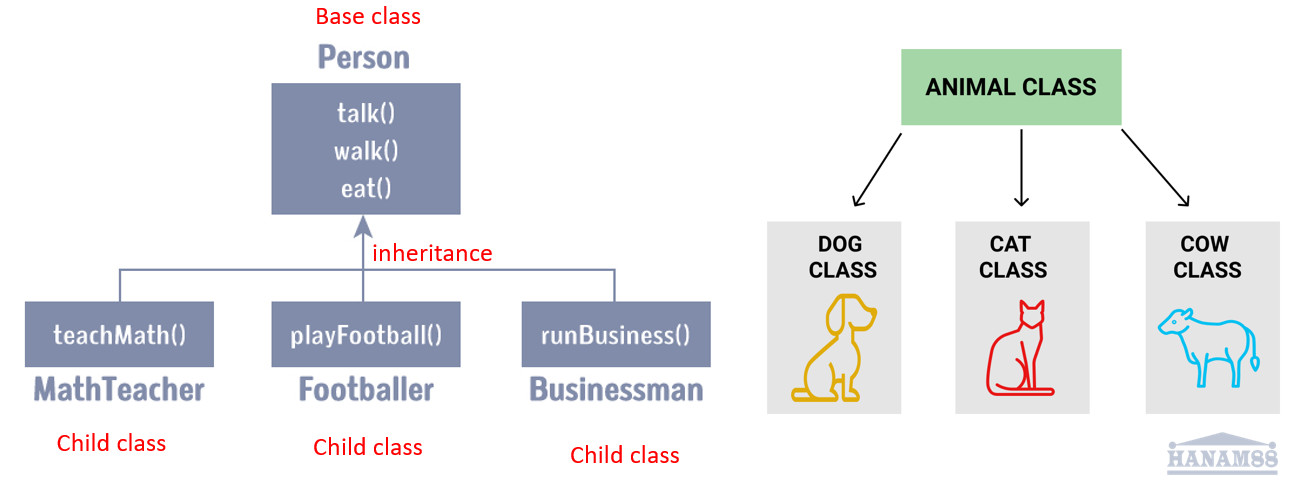 Base class
Person
talk()
walk()
eat()
inheritance
teachMath()
playFootball()
runBusiness()
MathTeacher
Footballer
Businessman
Child class
Child class
Child class
ANIMAL CLASS
DOG
CLASS
CAT
CLASS
COW
CLASS
HANAM88